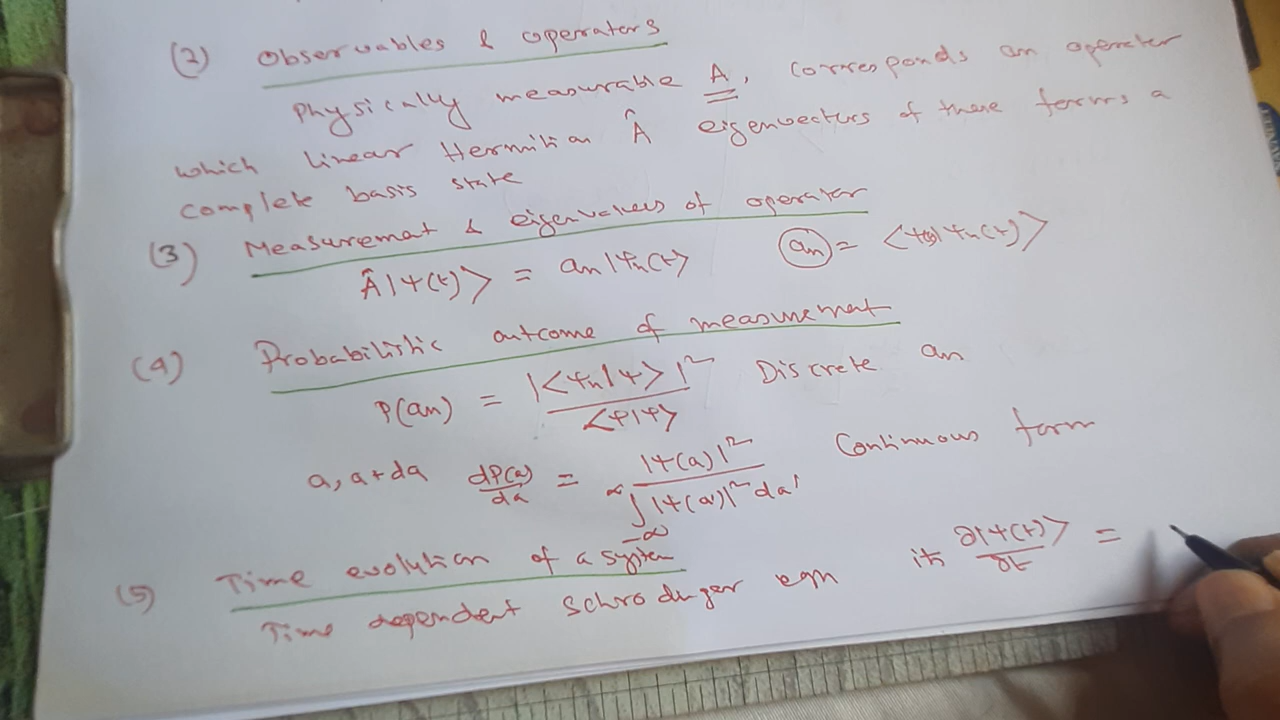 (2) Observables & operators
Physically measurable A, corresponds an operator
which linear Hermitian Â eigenvectors of these forms a
complete basis state
(3) Measuremat & eigenvalues of operator
Â|ψ(t)⟩ = an|ψn(t)⟩ an = ⟨ψ(t)|ψn(t)⟩
(4) Probabilistic outcome of measuremat
P(an) = |⟨ψn|ψ⟩|² / ⟨ψ|ψ⟩ Discrete an
a, a+da dP(a)/da = |ψ(a)|² / ∫_{-∞}^{∞} |ψ(a')|² da' Continuous form
(5) Time evolution of a system
Time dependent Schrodinger eqn iħ ∂|ψ(t)⟩/∂t =